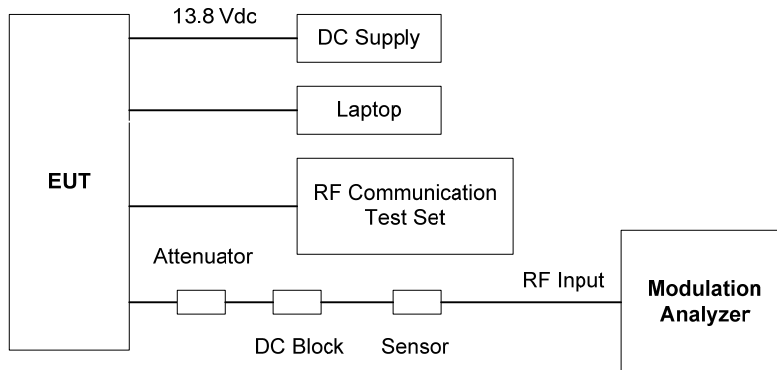 13.8 Vdc
DC Supply
Laptop
EUT
RF Communication
Test Set
Attenuator
RF Input
Modulation
Analyzer
DC Block
Sensor